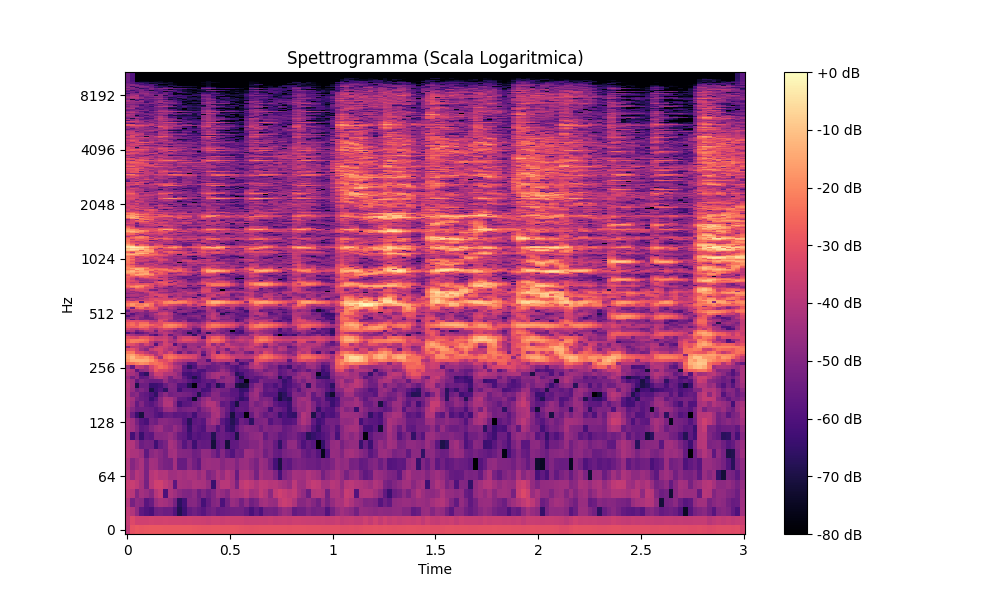 Spettrogramma (Scala Logaritmica)
Hz
8192
4096
2048
1024
512
256
128
64
0
0 0.5 1 1.5 2 2.5 3
Time
+0 dB
-10 dB
-20 dB
-30 dB
-40 dB
-50 dB
-60 dB
-70 dB
-80 dB